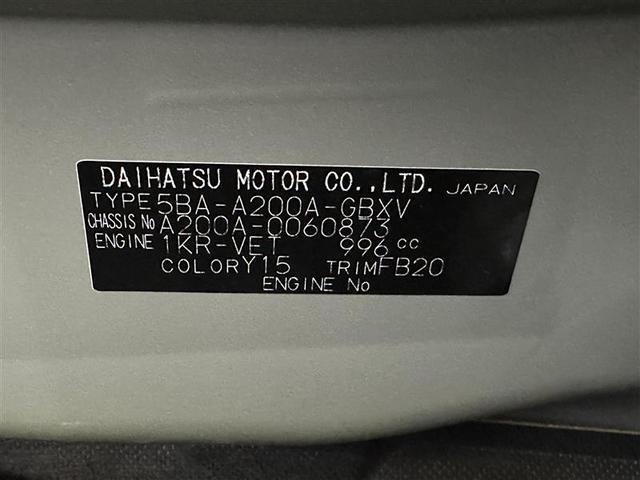 DAIHATSU MOTOR CO.,LTD. JAPAN
TYPE 5BA-A200A-GBXV
CHASSIS No A200A-0060873
ENGINE 1KR-VET 996 cc
COLOR Y15 TRIM FB20
ENGINE No